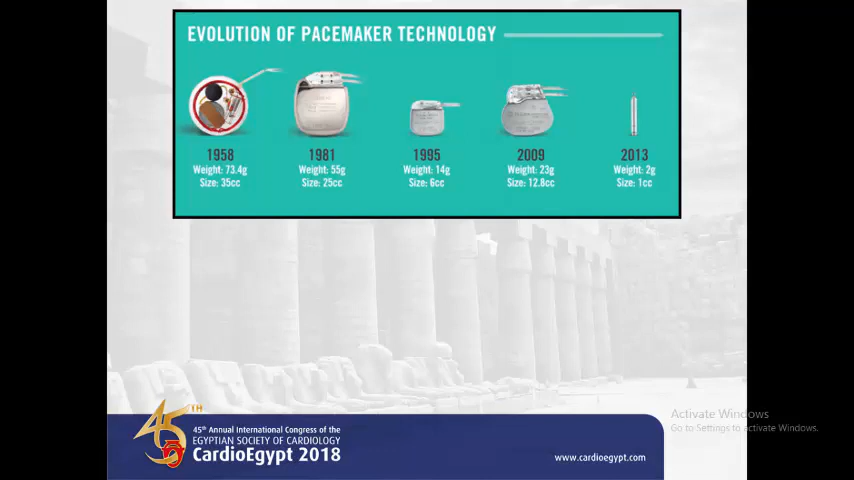 EVOLUTION OF PACEMAKER TECHNOLOGY
1958
Weight: 73.4g
Size: 35cc
1981
Weight: 55g
Size: 25cc
1995
Weight: 14g
Size: 6cc
2009
Weight: 23g
Size: 12.8cc
2013
Weight: 2g
Size: 1cc
45TH
45th Annual International Congress of the
EGYPTIAN SOCIETY OF CARDIOLOGY
CardioEgypt 2018
www.cardioegypt.com
Activate Windows
Go to Settings to activate Windows.